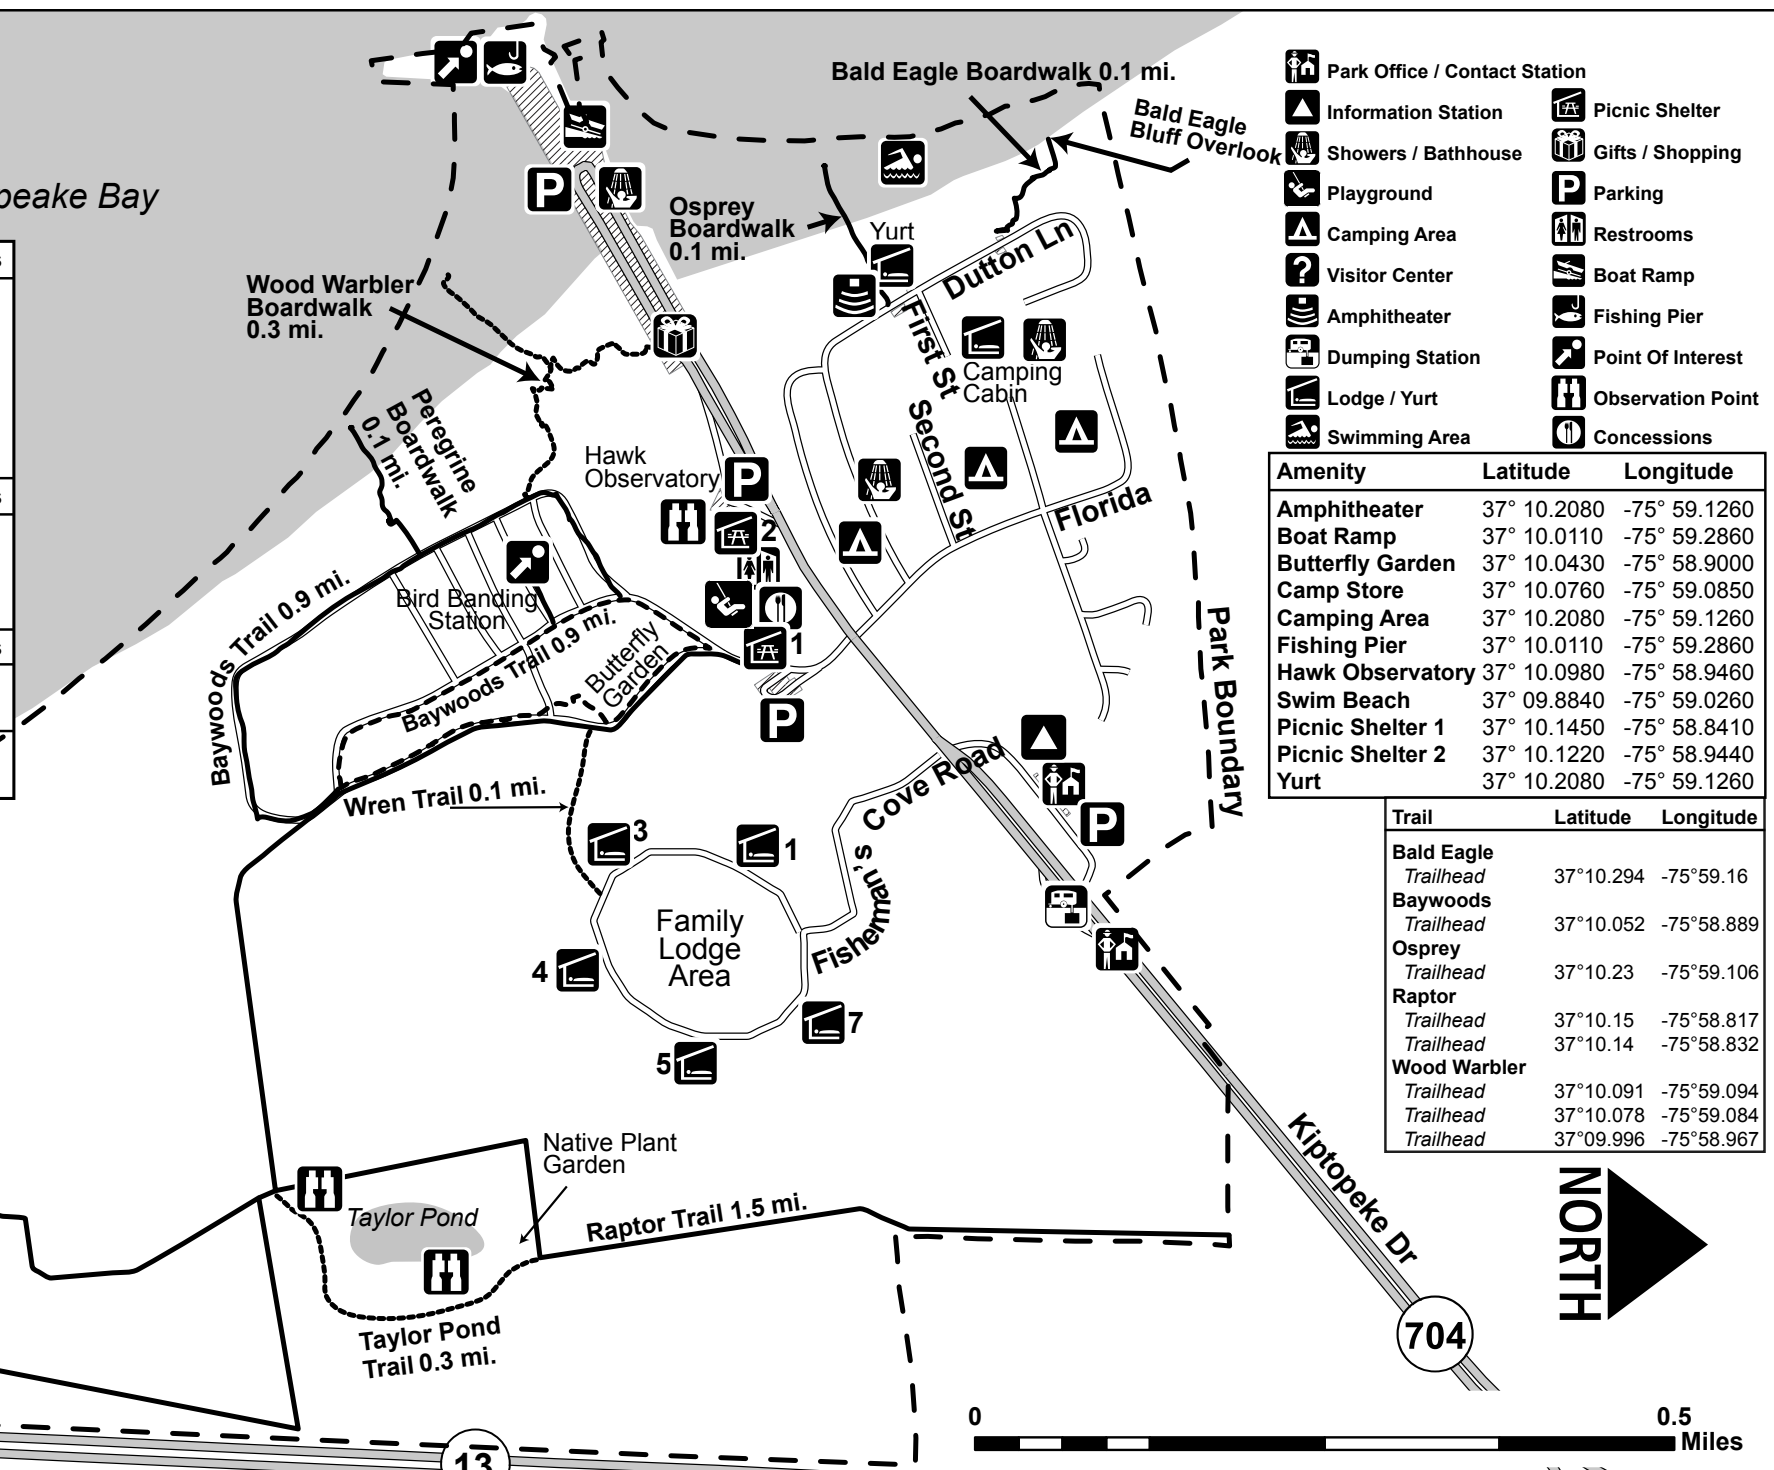 Bald Eagle Boardwalk 0.1 mi.
Bald Eagle
Bluff Overlook
Osprey
Boardwalk
0.1 mi.
Yurt
Dutton Ln
Wood Warbler
Boardwalk
0.3 mi.
P
First St
Camping
Cabin
Second St
Florida
Peregrine
Boardwalk
0.1 mi.
Hawk
Observatory
P
2
Bird Banding
Station
Baywoods Trail 0.9 mi.
Baywoods Trail 0.9 mi.
Butterfly
Garden
1
P
Park Boundary
Wren Trail 0.1 mi.
3
1
Fisherman's Cove Road
P
Family
Lodge
Area
4
7
5
Native Plant
Garden
Taylor Pond
Raptor Trail 1.5 mi.
Taylor Pond
Trail 0.3 mi.
Kiptopeke Dr
704
13
Park Office / Contact Station
Information Station
Showers / Bathhouse
Playground
Camping Area
? Visitor Center
Amphitheater
Dumping Station
Lodge / Yurt
Swimming Area
Picnic Shelter
Gifts / Shopping
P Parking
Restrooms
Boat Ramp
Fishing Pier
Point Of Interest
Observation Point
Concessions
Amenity Latitude Longitude
Amphitheater 37° 10.2080 -75° 59.1260
Boat Ramp 37° 10.0110 -75° 59.2860
Butterfly Garden 37° 10.0430 -75° 58.9000
Camp Store 37° 10.0760 -75° 59.0850
Camping Area 37° 10.2080 -75° 59.1260
Fishing Pier 37° 10.0110 -75° 59.2860
Hawk Observatory 37° 10.0980 -75° 58.9460
Swim Beach 37° 09.8840 -75° 59.0260
Picnic Shelter 1 37° 10.1450 -75° 58.8410
Picnic Shelter 2 37° 10.1220 -75° 58.9440
Yurt 37° 10.2080 -75° 59.1260
Trail Latitude Longitude
Bald Eagle
Trailhead 37°10.294 -75°59.16
Baywoods
Trailhead 37°10.052 -75°58.889
Osprey
Trailhead 37°10.23 -75°59.106
Raptor
Trailhead 37°10.15 -75°58.817
Trailhead 37°10.14 -75°58.832
Wood Warbler
Trailhead 37°10.091 -75°59.094
Trailhead 37°10.078 -75°59.084
Trailhead 37°09.996 -75°58.967
NORTH
0 0.5
Miles
peake Bay